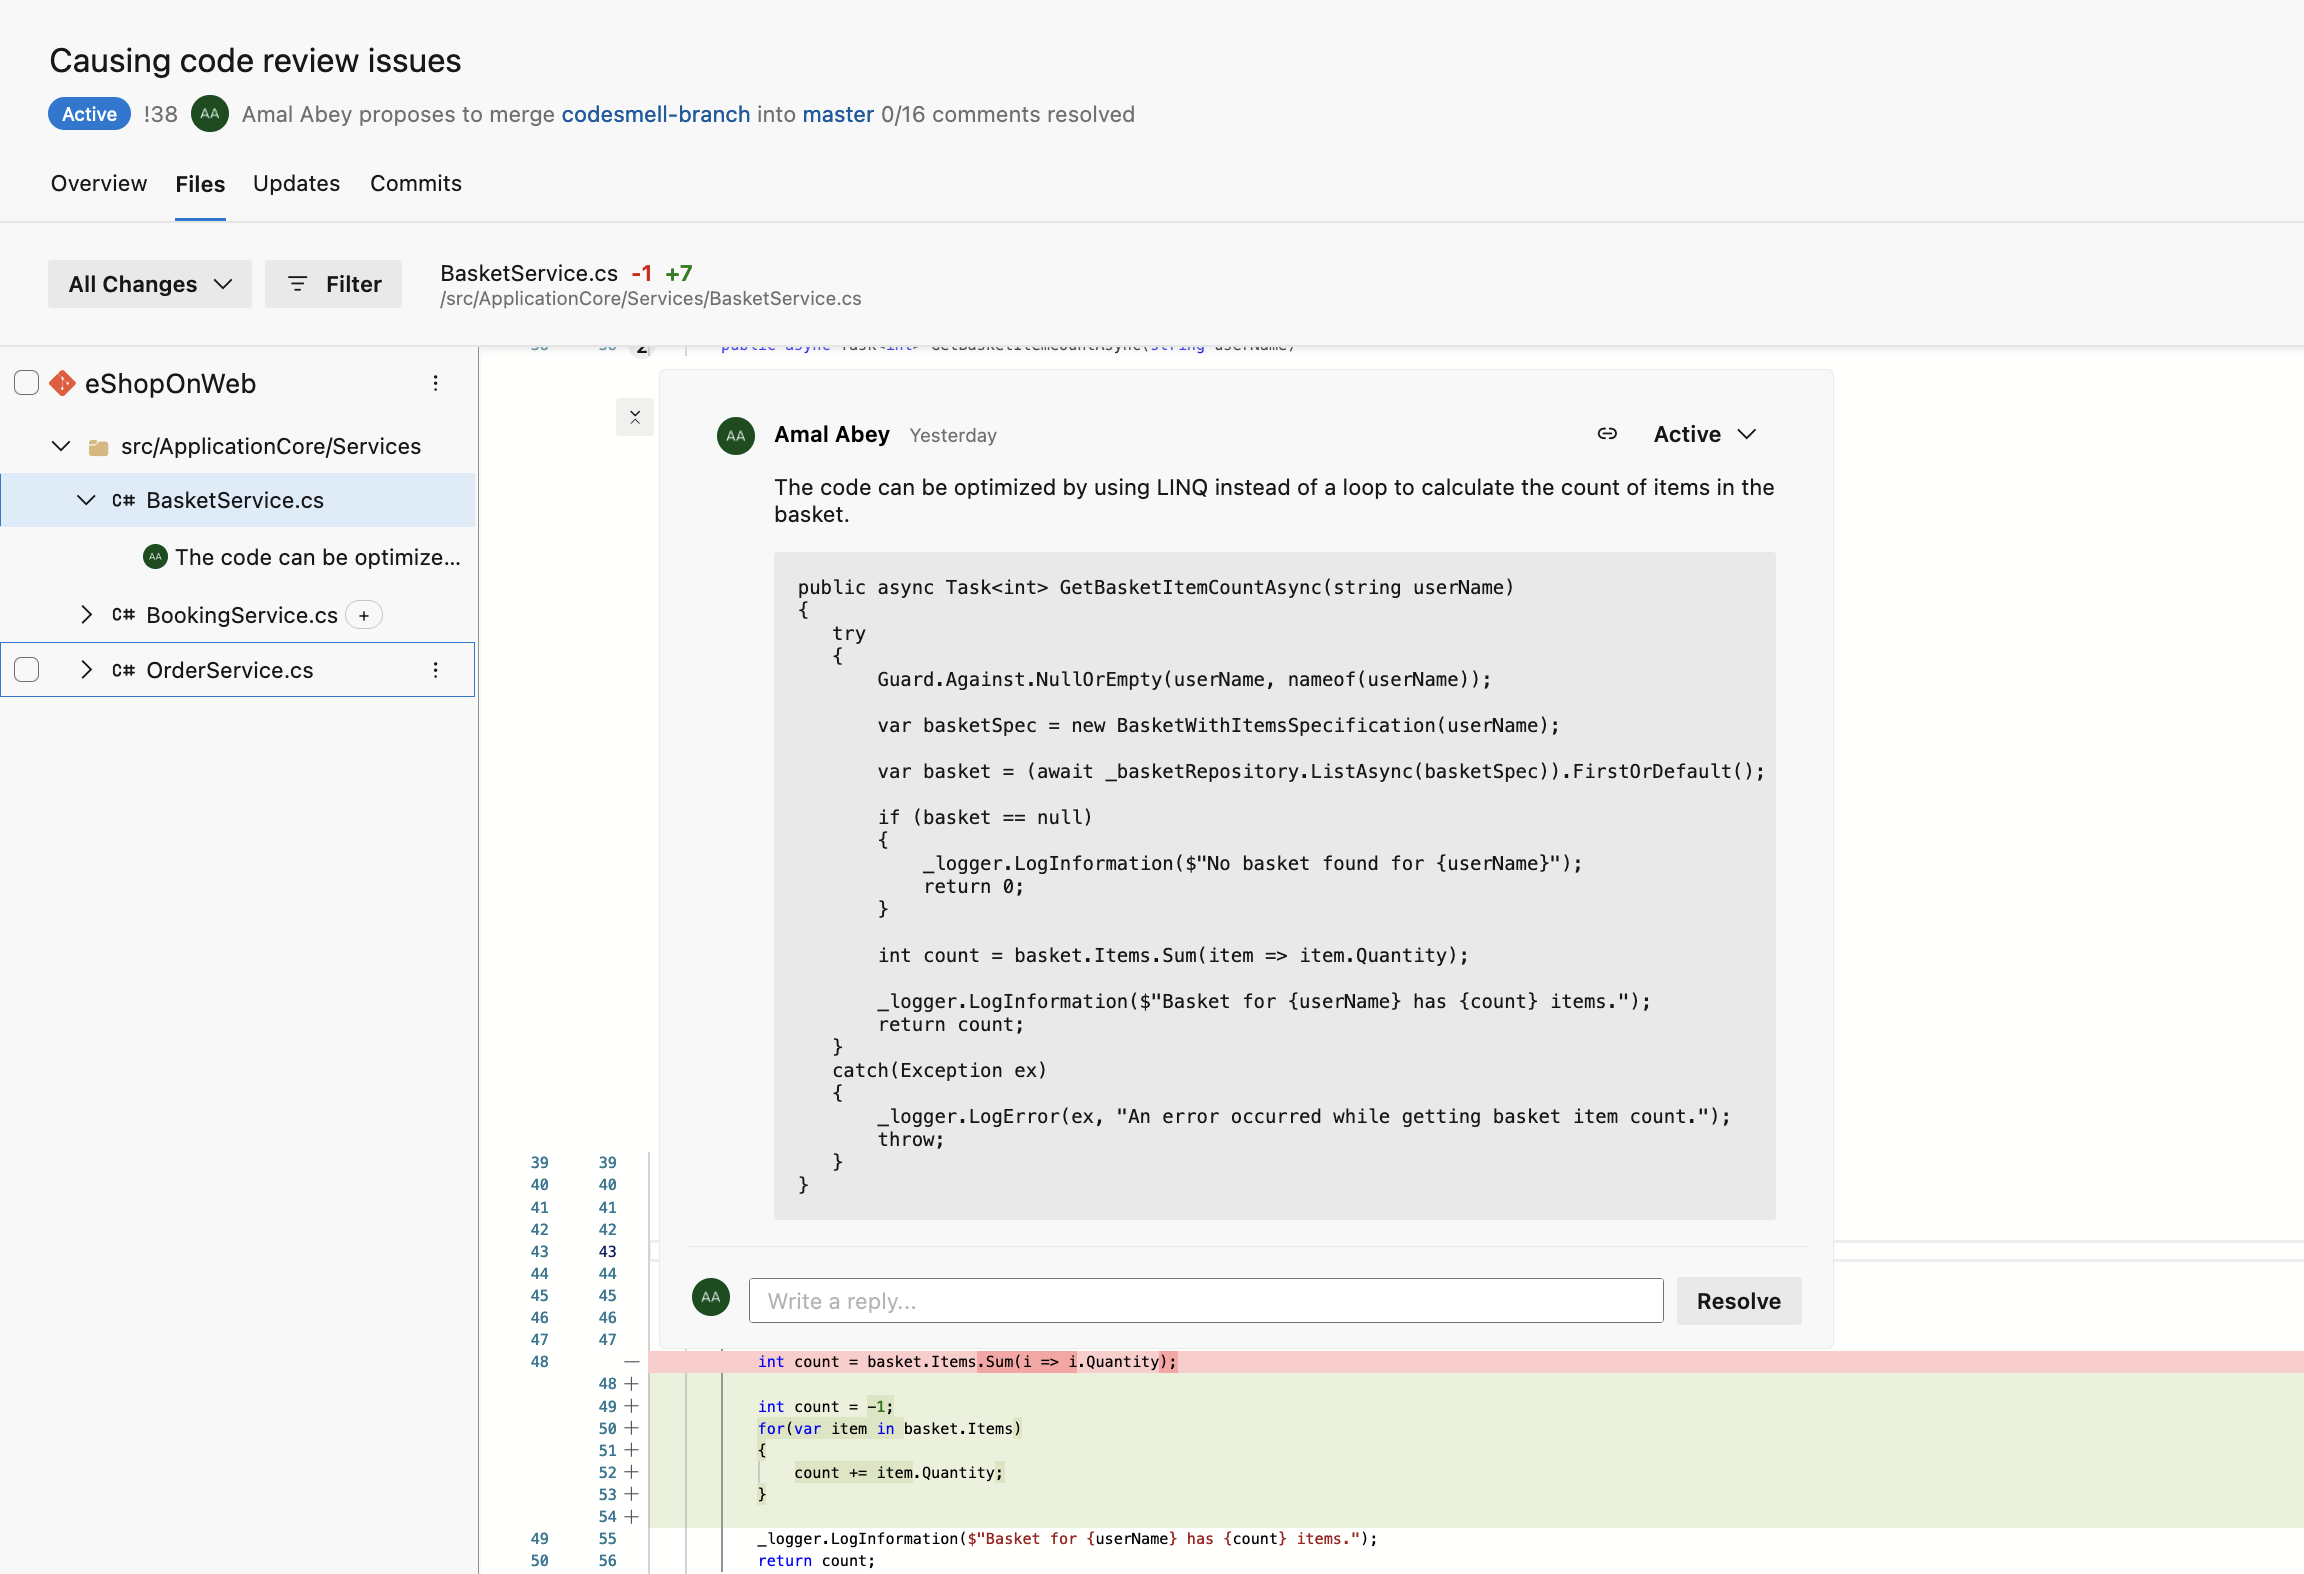 Causing code review issues
Active !38 AA Amal Abey proposes to merge codesmell-branch into master 0/16 comments resolved
Overview Files Updates Commits
All Changes Filter BasketService.cs -1 +7
/src/ApplicationCore/Services/BasketService.cs
eShopOnWeb
src/ApplicationCore/Services
C# BasketService.cs
AA The code can be optimize...
C# BookingService.cs +
C# OrderService.cs
38 38 2 public async Task<int> GetBasketItemCountAsync(string userName)
AA Amal Abey Yesterday Active
The code can be optimized by using LINQ instead of a loop to calculate the count of items in the
basket.
public async Task<int> GetBasketItemCountAsync(string userName)
{
try
{
Guard.Against.NullOrEmpty(userName, nameof(userName));
var basketSpec = new BasketWithItemsSpecification(userName);
var basket = (await _basketRepository.ListAsync(basketSpec)).FirstOrDefault();
if (basket == null)
{
_logger.LogInformation($"No basket found for {userName}");
return 0;
}
int count = basket.Items.Sum(item => item.Quantity);
_logger.LogInformation($"Basket for {userName} has {count} items.");
return count;
}
catch(Exception ex)
{
_logger.LogError(ex, "An error occurred while getting basket item count.");
throw;
}
}
39 39
40 40
41 41
42 42
43 43
44 44
45 45
46 46
47 47
AA Write a reply... Resolve
48 — int count = basket.Items.Sum(i => i.Quantity);
48 +
49 + int count = -1;
50 + for(var item in basket.Items)
51 + {
52 + count += item.Quantity;
53 + }
54 +
49 55 _logger.LogInformation($"Basket for {userName} has {count} items.");
50 56 return count;